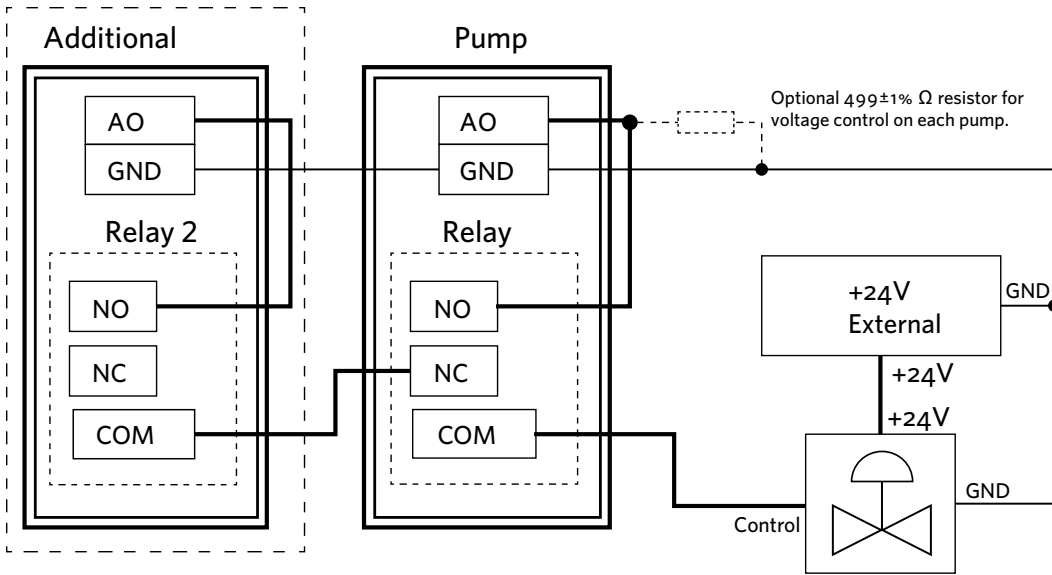 Additional
Pump
AO
GND
Relay 2
NO
NC
COM
AO
GND
Relay
NO
NC
COM
Optional 499±1% Ω resistor for
voltage control on each pump.
+24V
External
GND
+24V
+24V
GND
Control